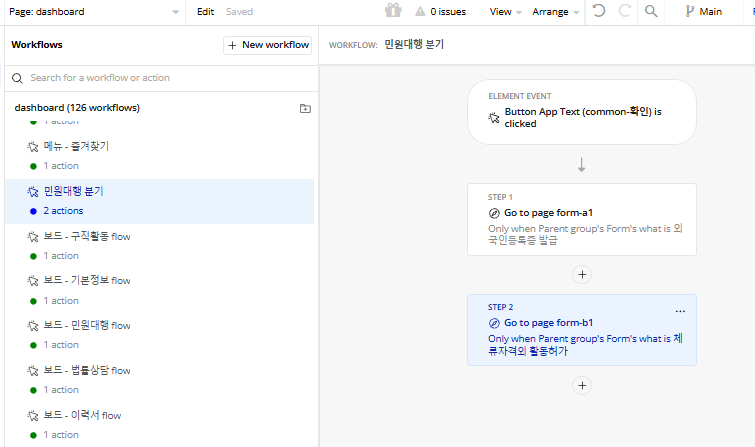 Page: dashboard
Edit
Saved
0 issues
View
Arrange
Main
Workflows
+ New workflow
WORKFLOW: 민원대행 분기
Search for a workflow or action
dashboard (126 workflows)
1 action
메뉴 - 즐겨찾기
1 action
민원대행 분기
2 actions
보드 - 구직활동 flow
1 action
보드 - 기본정보 flow
1 action
보드 - 민원대행 flow
1 action
보드 - 법률상담 flow
1 action
보드 - 이력서 flow
1 action
ELEMENT EVENT
Button App Text (common-확인) is
clicked
STEP 1
Go to page form-a1
Only when Parent group's Form's what is 외
국인등록증 발급
STEP 2
Go to page form-b1
Only when Parent group's Form's what is 체
류자격외 활동허가